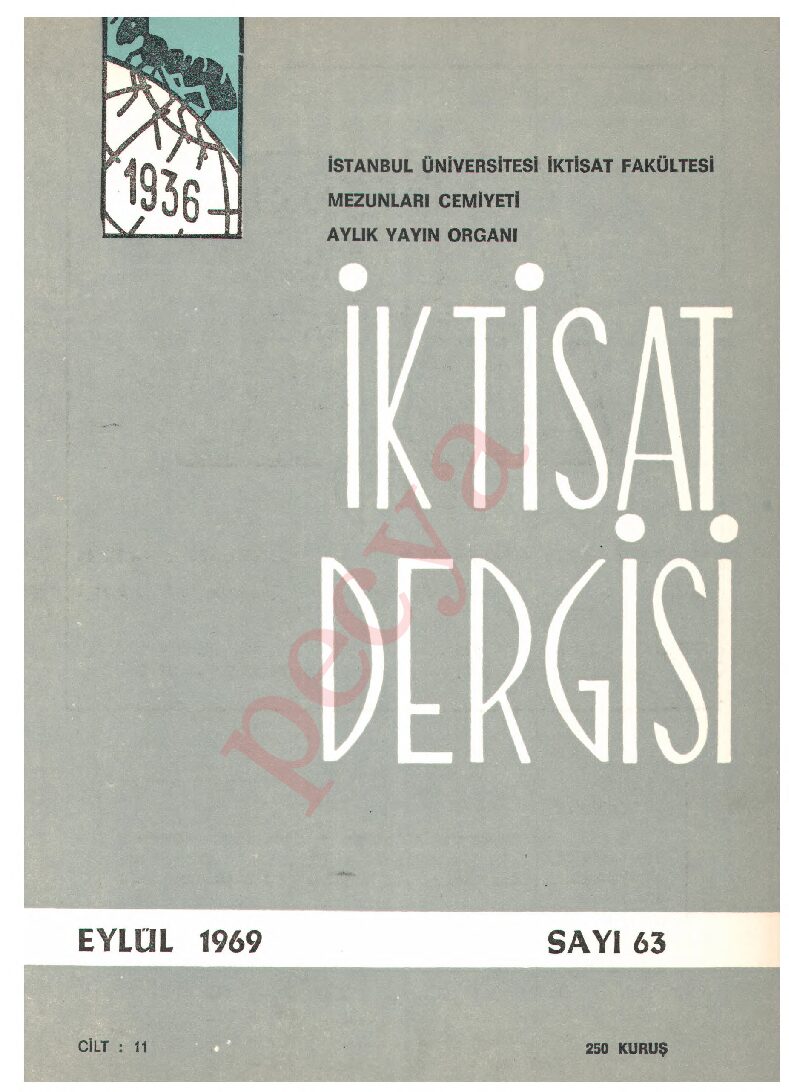 1936
İSTANBUL ÜNİVERSİTESİ İKTİSAT FAKÜLTESİ
MEZUNLARI CEMİYETİ
AYLIK YAYIN ORGANI
İKTİSAT
DERGİSİ
pecya
EYLÜL 1969 SAYI 63
CİLT : 11 250 KURUŞ